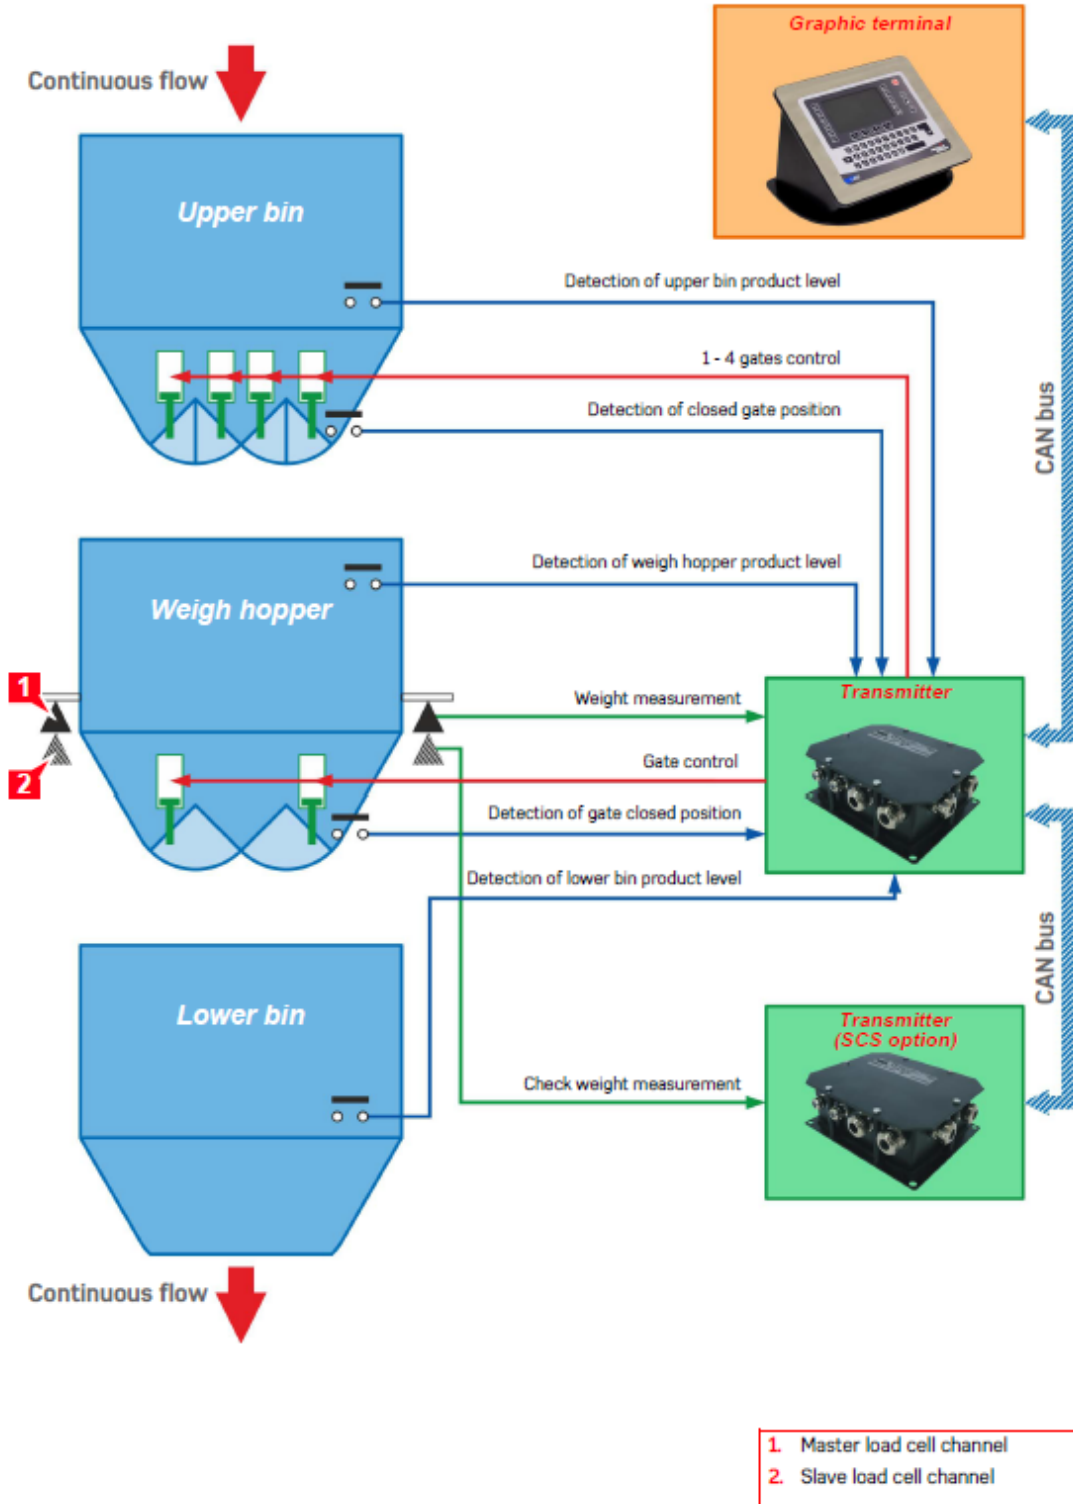 Graphic terminal
Continuous flow
Upper bin
Detection of upper bin product level
1 - 4 gates control
Detection of closed gate position
CAN bus
Detection of weigh hopper product level
Weigh hopper
1
Weight measurement
Transmitter
2
Gate control
Detection of gate closed position
Detection of lower bin product level
CAN bus
Lower bin
Transmitter
(SCS option)
Check weight measurement
Continuous flow
1. Master load cell channel
2. Slave load cell channel